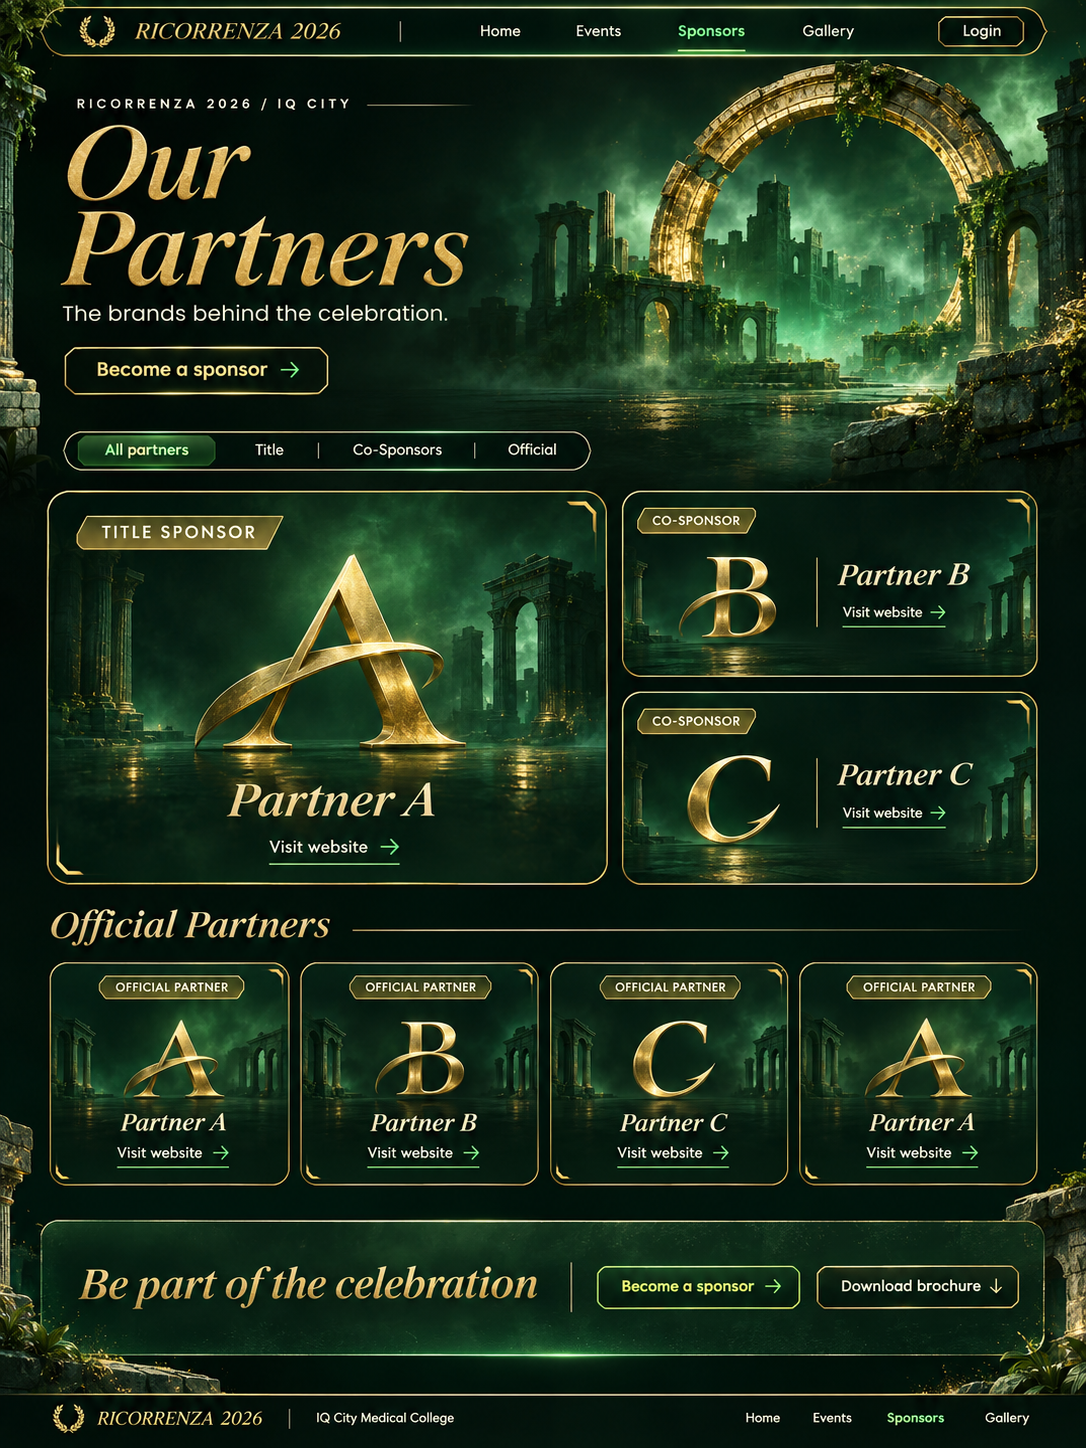 RICORRENZA 2026 | Home Events Sponsors Gallery Login
RICORRENZA 2026 / IQ CITY
Our
Partners
The brands behind the celebration.
Become a sponsor →
All partners Title | Co-Sponsors | Official
TITLE SPONSOR
A
Partner A
Visit website →
CO-SPONSOR
B
Partner B
Visit website →
CO-SPONSOR
C
Partner C
Visit website →
Official Partners
OFFICIAL PARTNER
A
Partner A
Visit website →
OFFICIAL PARTNER
B
Partner B
Visit website →
OFFICIAL PARTNER
C
Partner C
Visit website →
OFFICIAL PARTNER
A
Partner A
Visit website →
Be part of the celebration
Become a sponsor →
Download brochure ↓
RICORRENZA 2026 | IQ City Medical College Home Events Sponsors Gallery